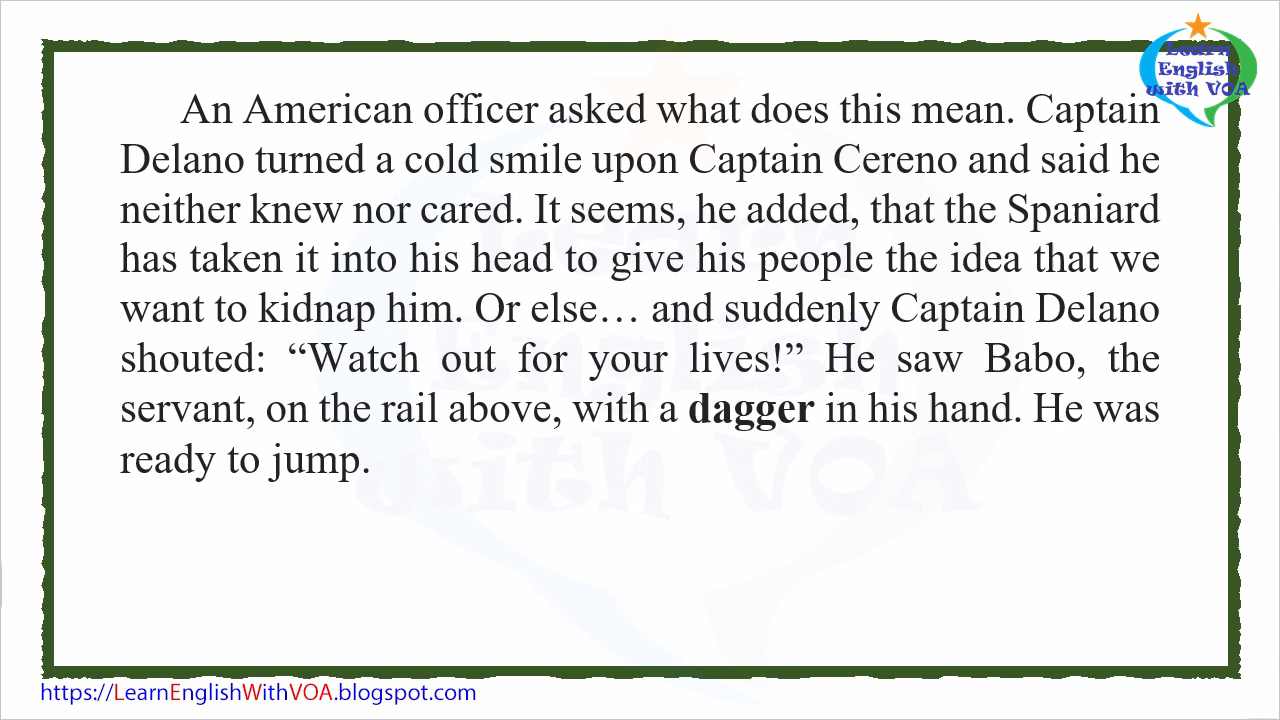 Learn
English
with VOA
An American officer asked what does this mean. Captain
Delano turned a cold smile upon Captain Cereno and said he
neither knew nor cared. It seems, he added, that the Spaniard
has taken it into his head to give his people the idea that we
want to kidnap him. Or else… and suddenly Captain Delano
shouted: “Watch out for your lives!” He saw Babo, the
servant, on the rail above, with a dagger in his hand. He was
ready to jump.
Learn
English
with VOA
https://LearnEnglishWithVOA.blogspot.com